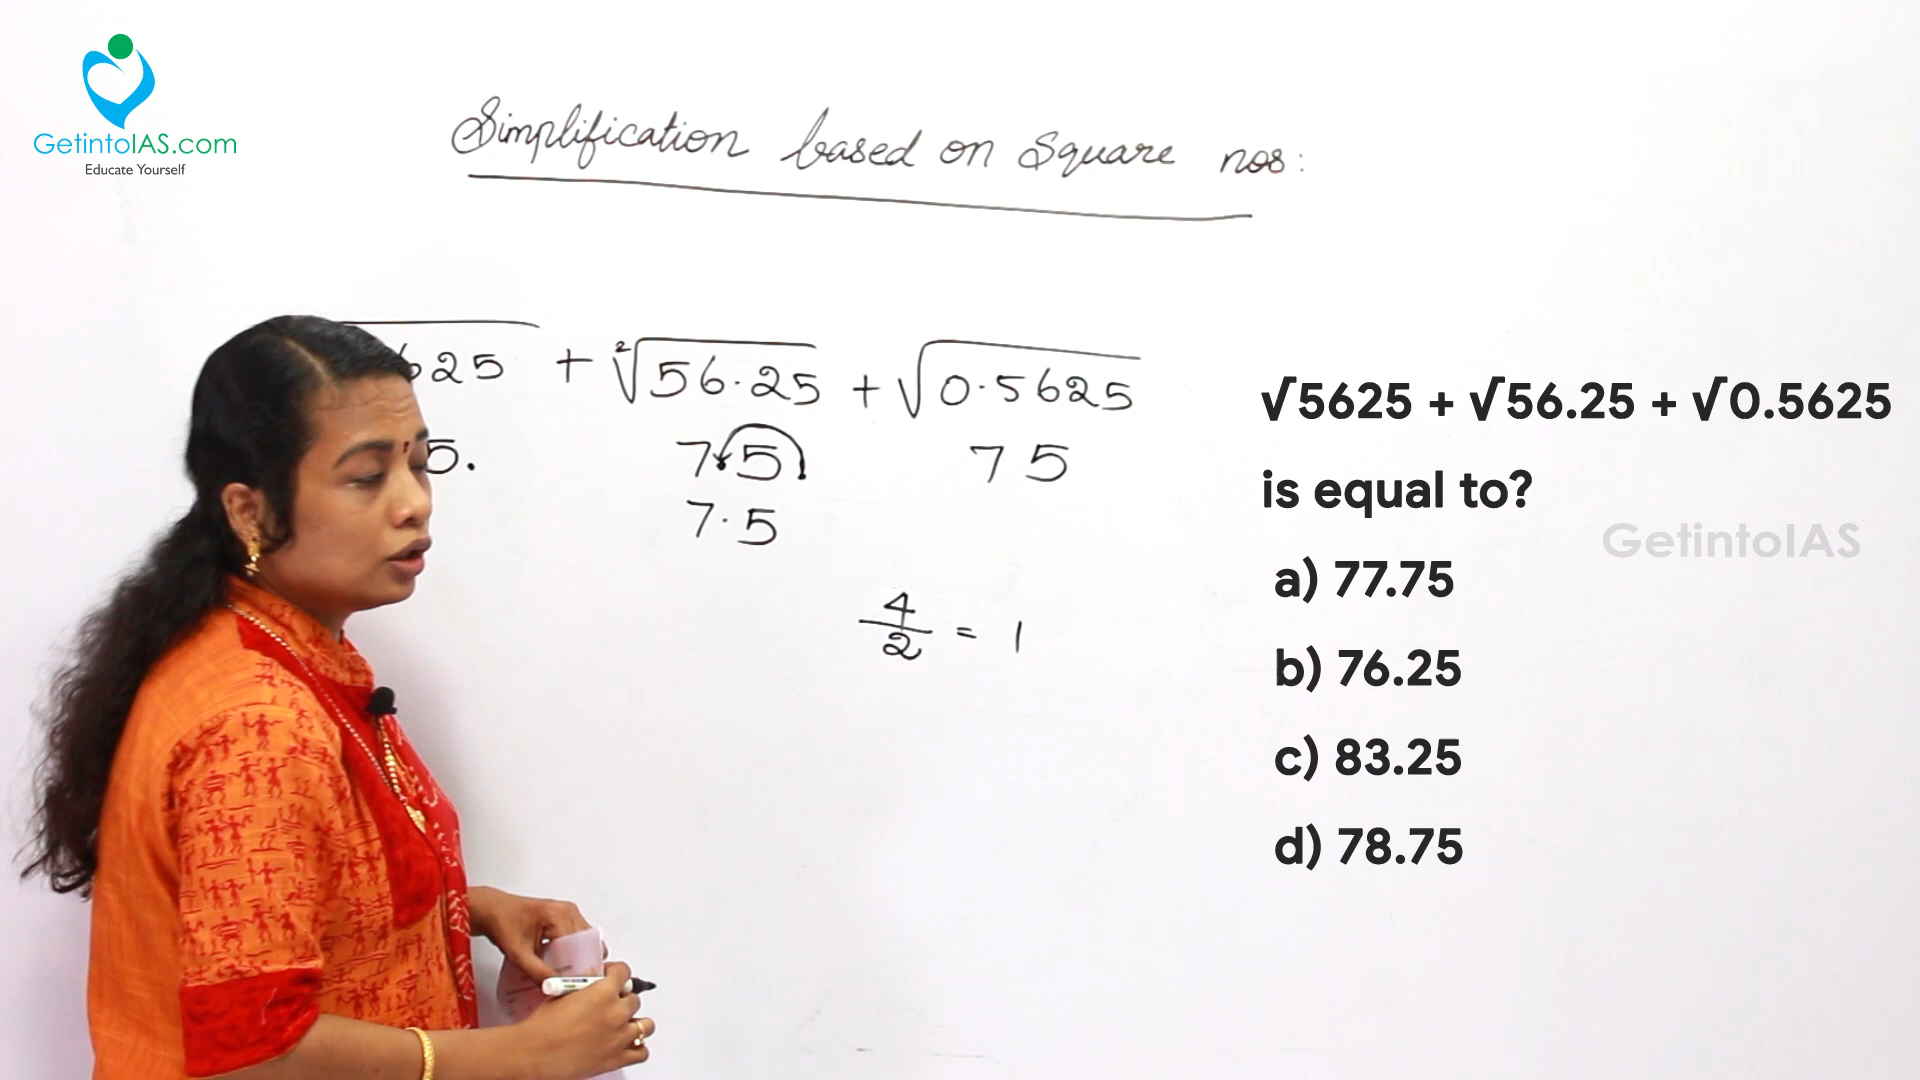 GetintoIAS.com
Educate Yourself
Simplification based on Square nos:
625 + ²√56.25 + √0.5625
5. 75 75
7.5
4/2 = 1
√5625 + √56.25 + √0.5625
is equal to?
GetintoIAS
a) 77.75
b) 76.25
c) 83.25
d) 78.75